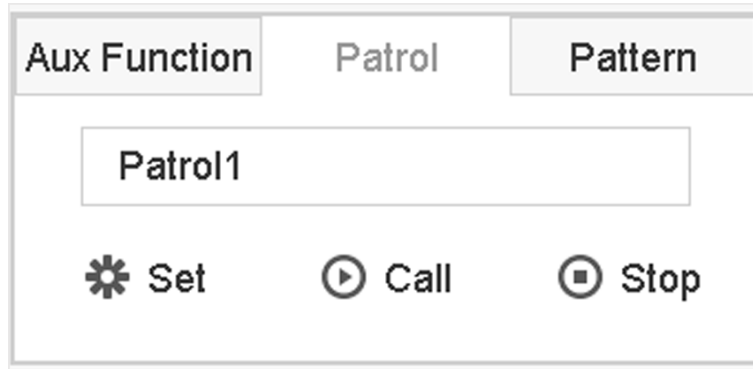 Aux Function Patrol Pattern
Patrol1
Set Call Stop